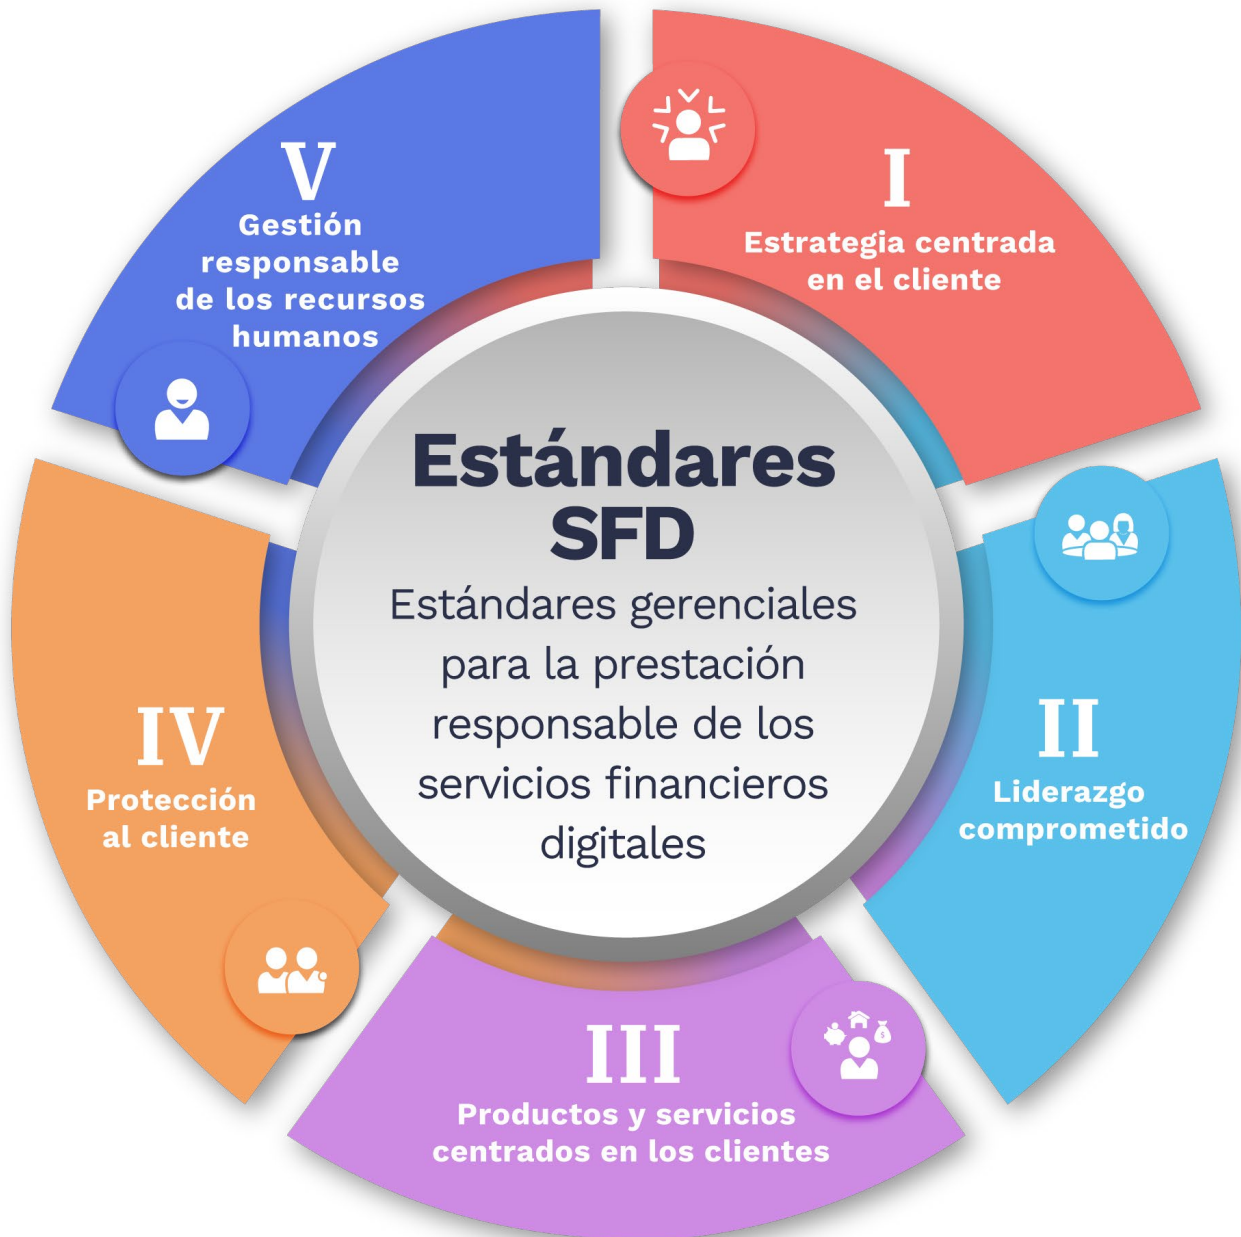 Estándares
SFD
Estándares gerenciales
para la prestación
responsable de los
servicios financieros
digitales
I
Estrategia centrada
en el cliente
II
Liderazgo
comprometido
III
Productos y servicios
centrados en los clientes
IV
Protección
al cliente
V
Gestión
responsable
de los recursos
humanos